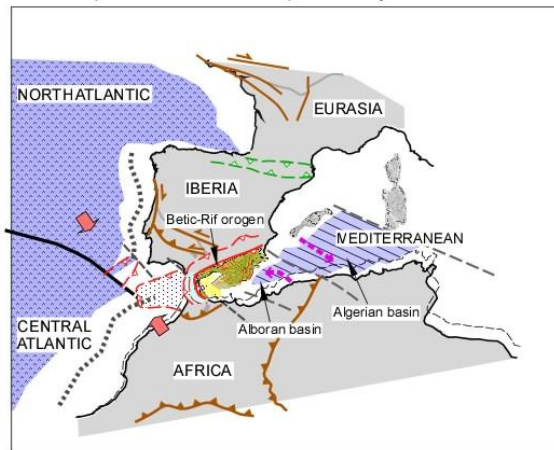 NORTHATLANTIC
EURASIA
IBERIA
Betic-Rif orogen
MEDITERRANEAN
Algerian basin
Alboran basin
CENTRAL
ATLANTIC
AFRICA